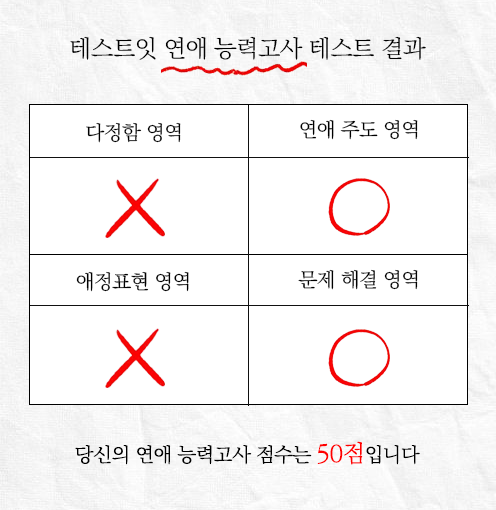 테스트잇 연애 능력고사 테스트 결과
다정함 영역
연애 주도 영역
애정표현 영역
문제 해결 영역
당신의 연애 능력고사 점수는 50점입니다